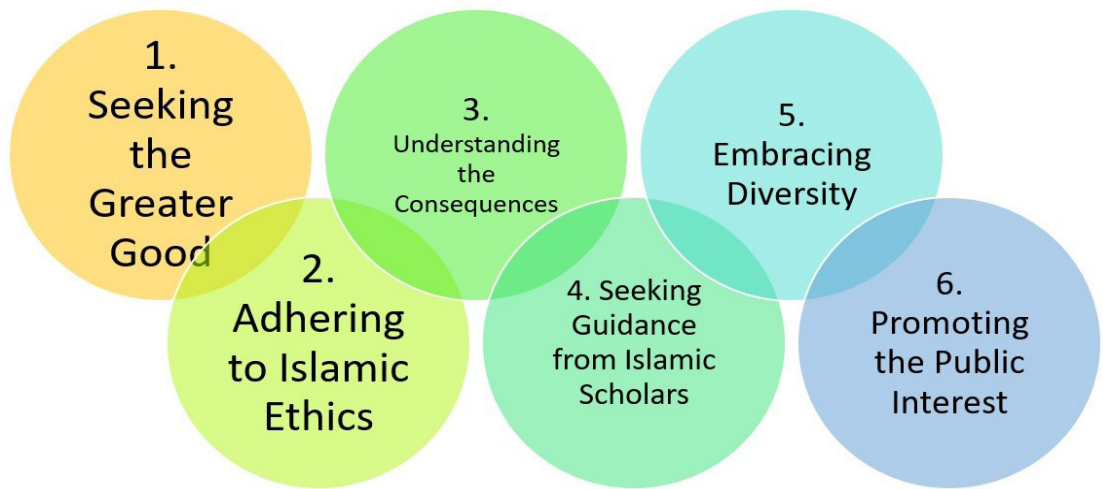 1.
Seeking
the
Greater
Good
2.
Adhering
to Islamic
Ethics
3.
Understanding
the
Consequences
4. Seeking
Guidance
from Islamic
Scholars
5.
Embracing
Diversity
6.
Promoting
the Public
Interest